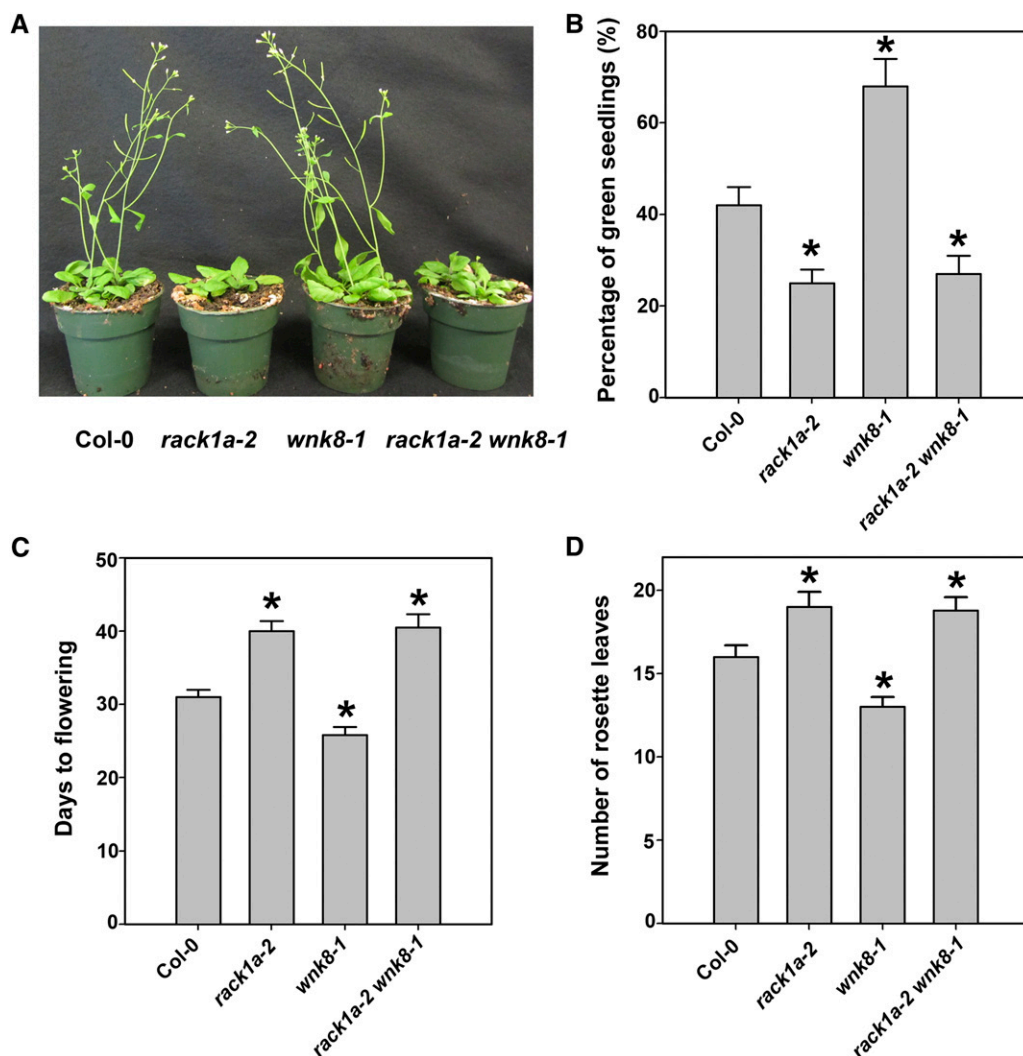 A
Col-0 rack1a-2 wnk8-1 rack1a-2 wnk8-1
B
Percentage of green seedlings (%)
80
60
40
20
0
*
*
*
Col-0
rack1a-2
wnk8-1
rack1a-2 wnk8-1
C
Days to flowering
50
40
30
20
10
0
*
*
*
Col-0
rack1a-2
wnk8-1
rack1a-2 wnk8-1
D
Number of rosette leaves
20
15
10
5
0
*
*
*
Col-0
rack1a-2
wnk8-1
rack1a-2 wnk8-1